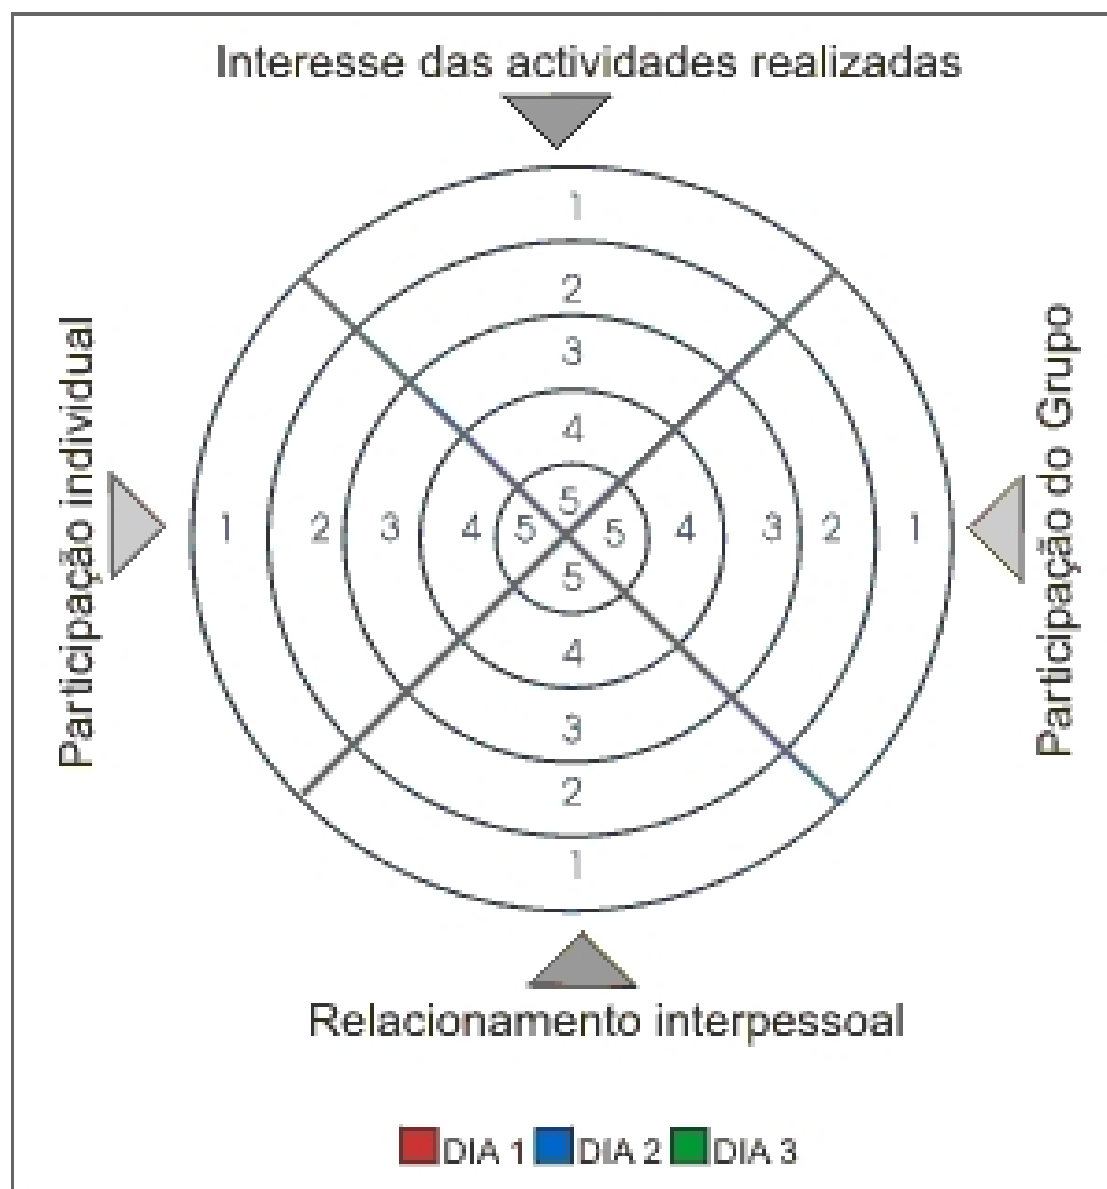 Interesse das actividades realizadas
1
2
3
4
5
Participação individual
1 2 3 4 5 5 4 3 2 1
Participação do Grupo
5
4
3
2
1
Relacionamento interpessoal
DIA 1 DIA 2 DIA 3